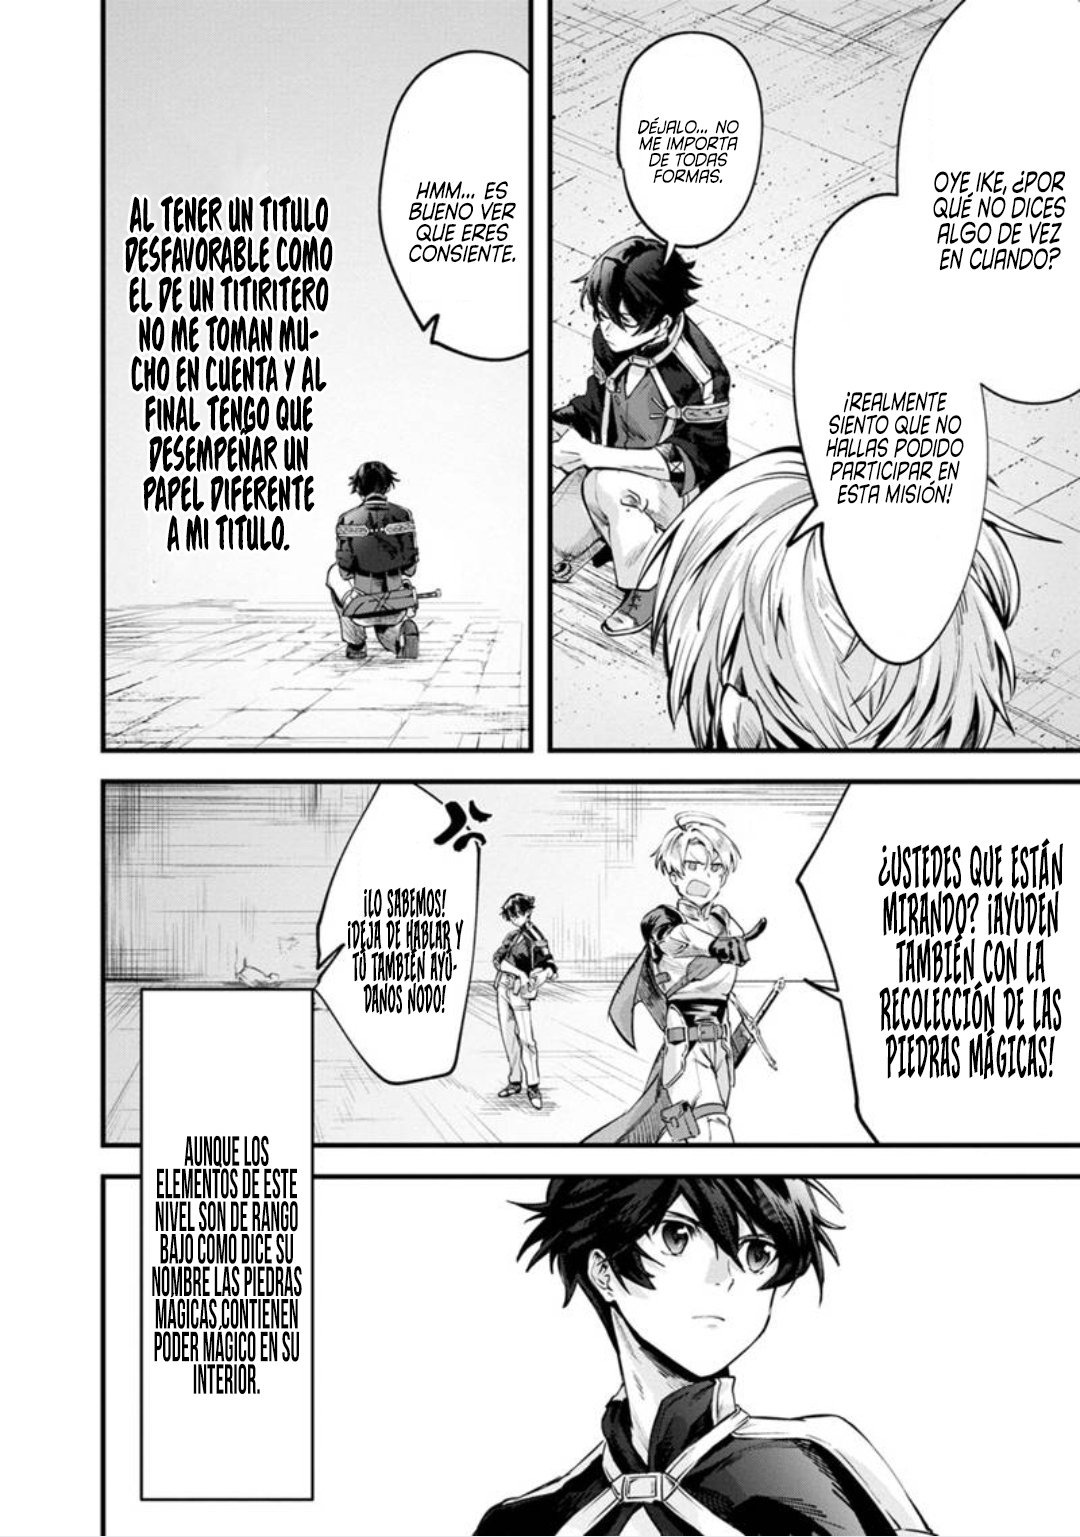 OYE IKE, ¿POR
QUÉ NO DICES
ALGO DE VEZ
EN CUANDO?
¡REALMENTE
SIENTO QUE NO
HALLAS PODIDO
PARTICIPAR EN
ESTA MISIÓN!
DÉJALO... NO
ME IMPORTA
DE TODAS
FORMAS.
HMM... ES
BUENO VER
QUE ERES
CONSIENTE.
AL TENER UN TITULO
DESFAVORABLE COMO
EL DE UN TITIRITERO
NO ME TOMAN MU-
CHO EN CUENTA Y AL
FINAL TENGO QUE
DESEMPEÑAR UN
PAPEL DIFERENTE
A MI TITULO.
¿USTEDES QUE ESTÁN
MIRANDO? ¡AYUDEN
TAMBIÉN CON LA
RECOLECCIÓN DE LAS
PIEDRAS MÁGICAS!
¡LO SABEMOS!
¡DEJA DE HABLAR Y
TÚ TAMBIÉN AYÚ-
DANOS NODO!
AUNQUE LOS
ELEMENTOS DE ESTE
NIVEL SON DE RANGO
BAJO COMO DICE SU
NOMBRE LAS PIEDRAS
MÁGICAS,CONTIENEN
PODER MÁGICO EN SU
INTERIOR.